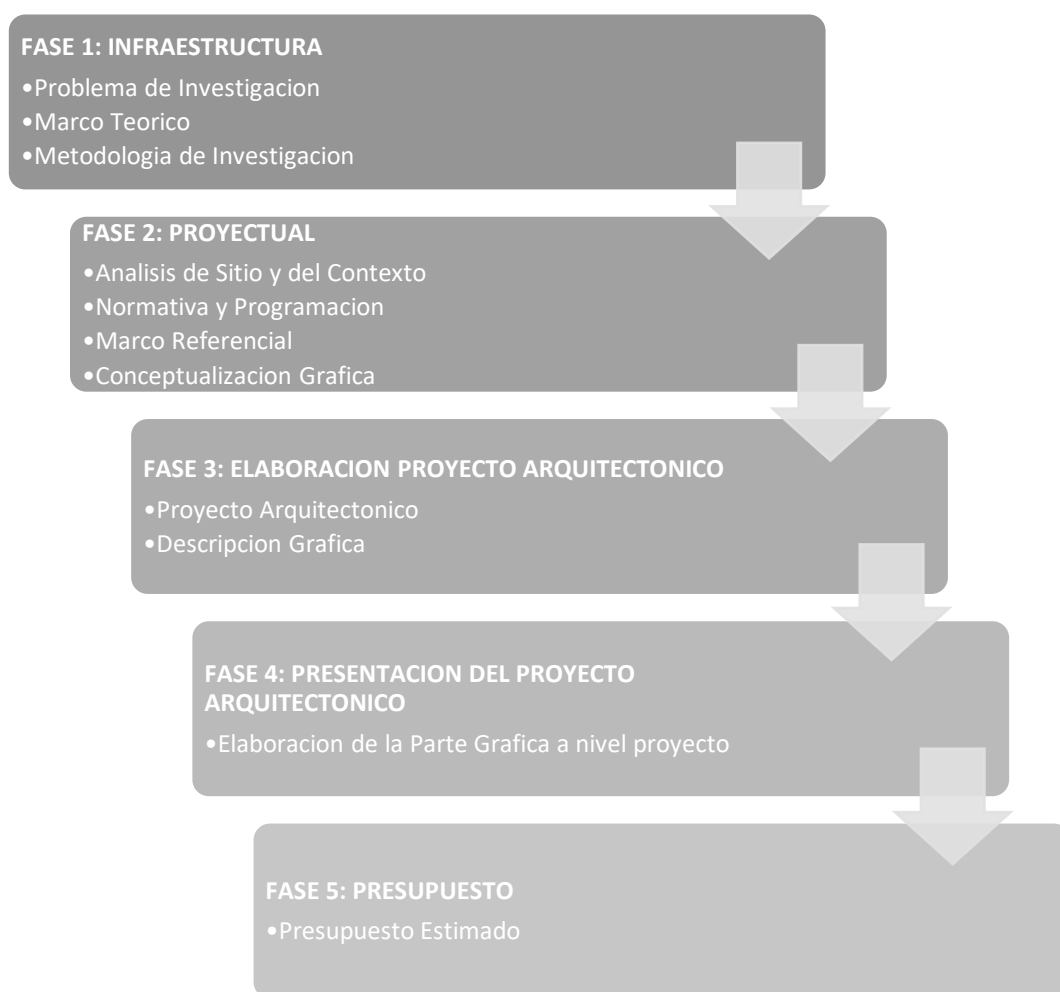 FASE 1: INFRAESTRUCTURA
•Problema de Investigacion
•Marco Teorico
•Metodologia de Investigacion
FASE 2: PROYECTUAL
•Analisis de Sitio y del Contexto
•Normativa y Programacion
•Marco Referencial
•Conceptualizacion Grafica
FASE 3: ELABORACION PROYECTO ARQUITECTONICO
•Proyecto Arquitectonico
•Descripcion Grafica
FASE 4: PRESENTACION DEL PROYECTO
ARQUITECTONICO
•Elaboracion de la Parte Grafica a nivel proyecto
FASE 5: PRESUPUESTO
•Presupuesto Estimado